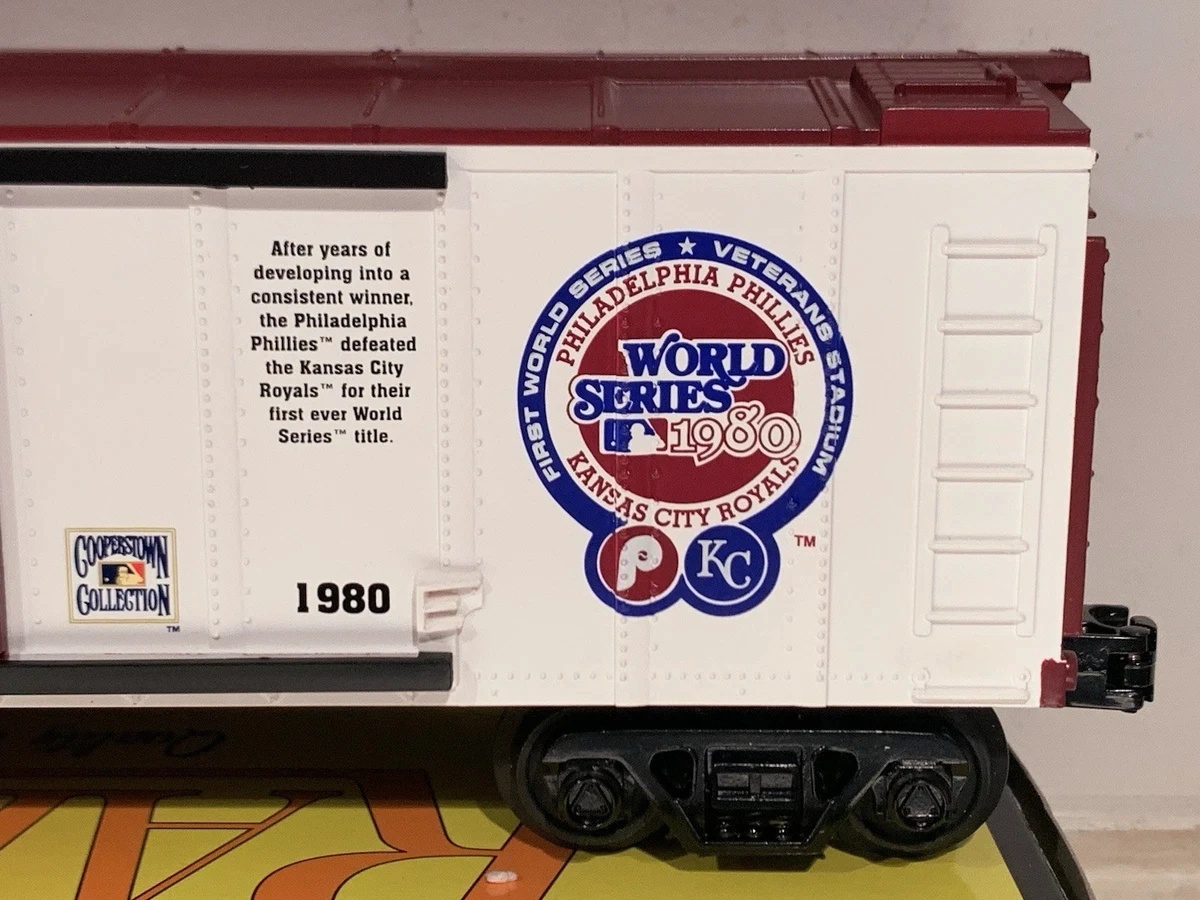 After years of
developing into a
consistent winner,
the Philadelphia
Phillies™ defeated
the Kansas City
Royals™ for their
first ever World
Series™ title.
1980
COOPERSTOWN
COLLECTION
TM
FIRST WORLD SERIES ★ VETERANS STADIUM
PHILADELPHIA PHILLIES
WORLD
SERIES
1980
KANSAS CITY ROYALS
P
KC
TM
Quality